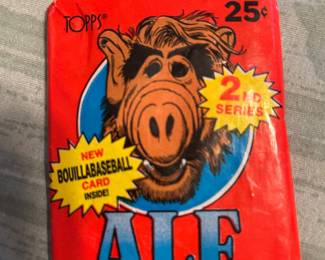 TOPPS® 25¢
2ND
SERIES
NEW
BOUILLABASEBALL
CARD
INSIDE!
ALF